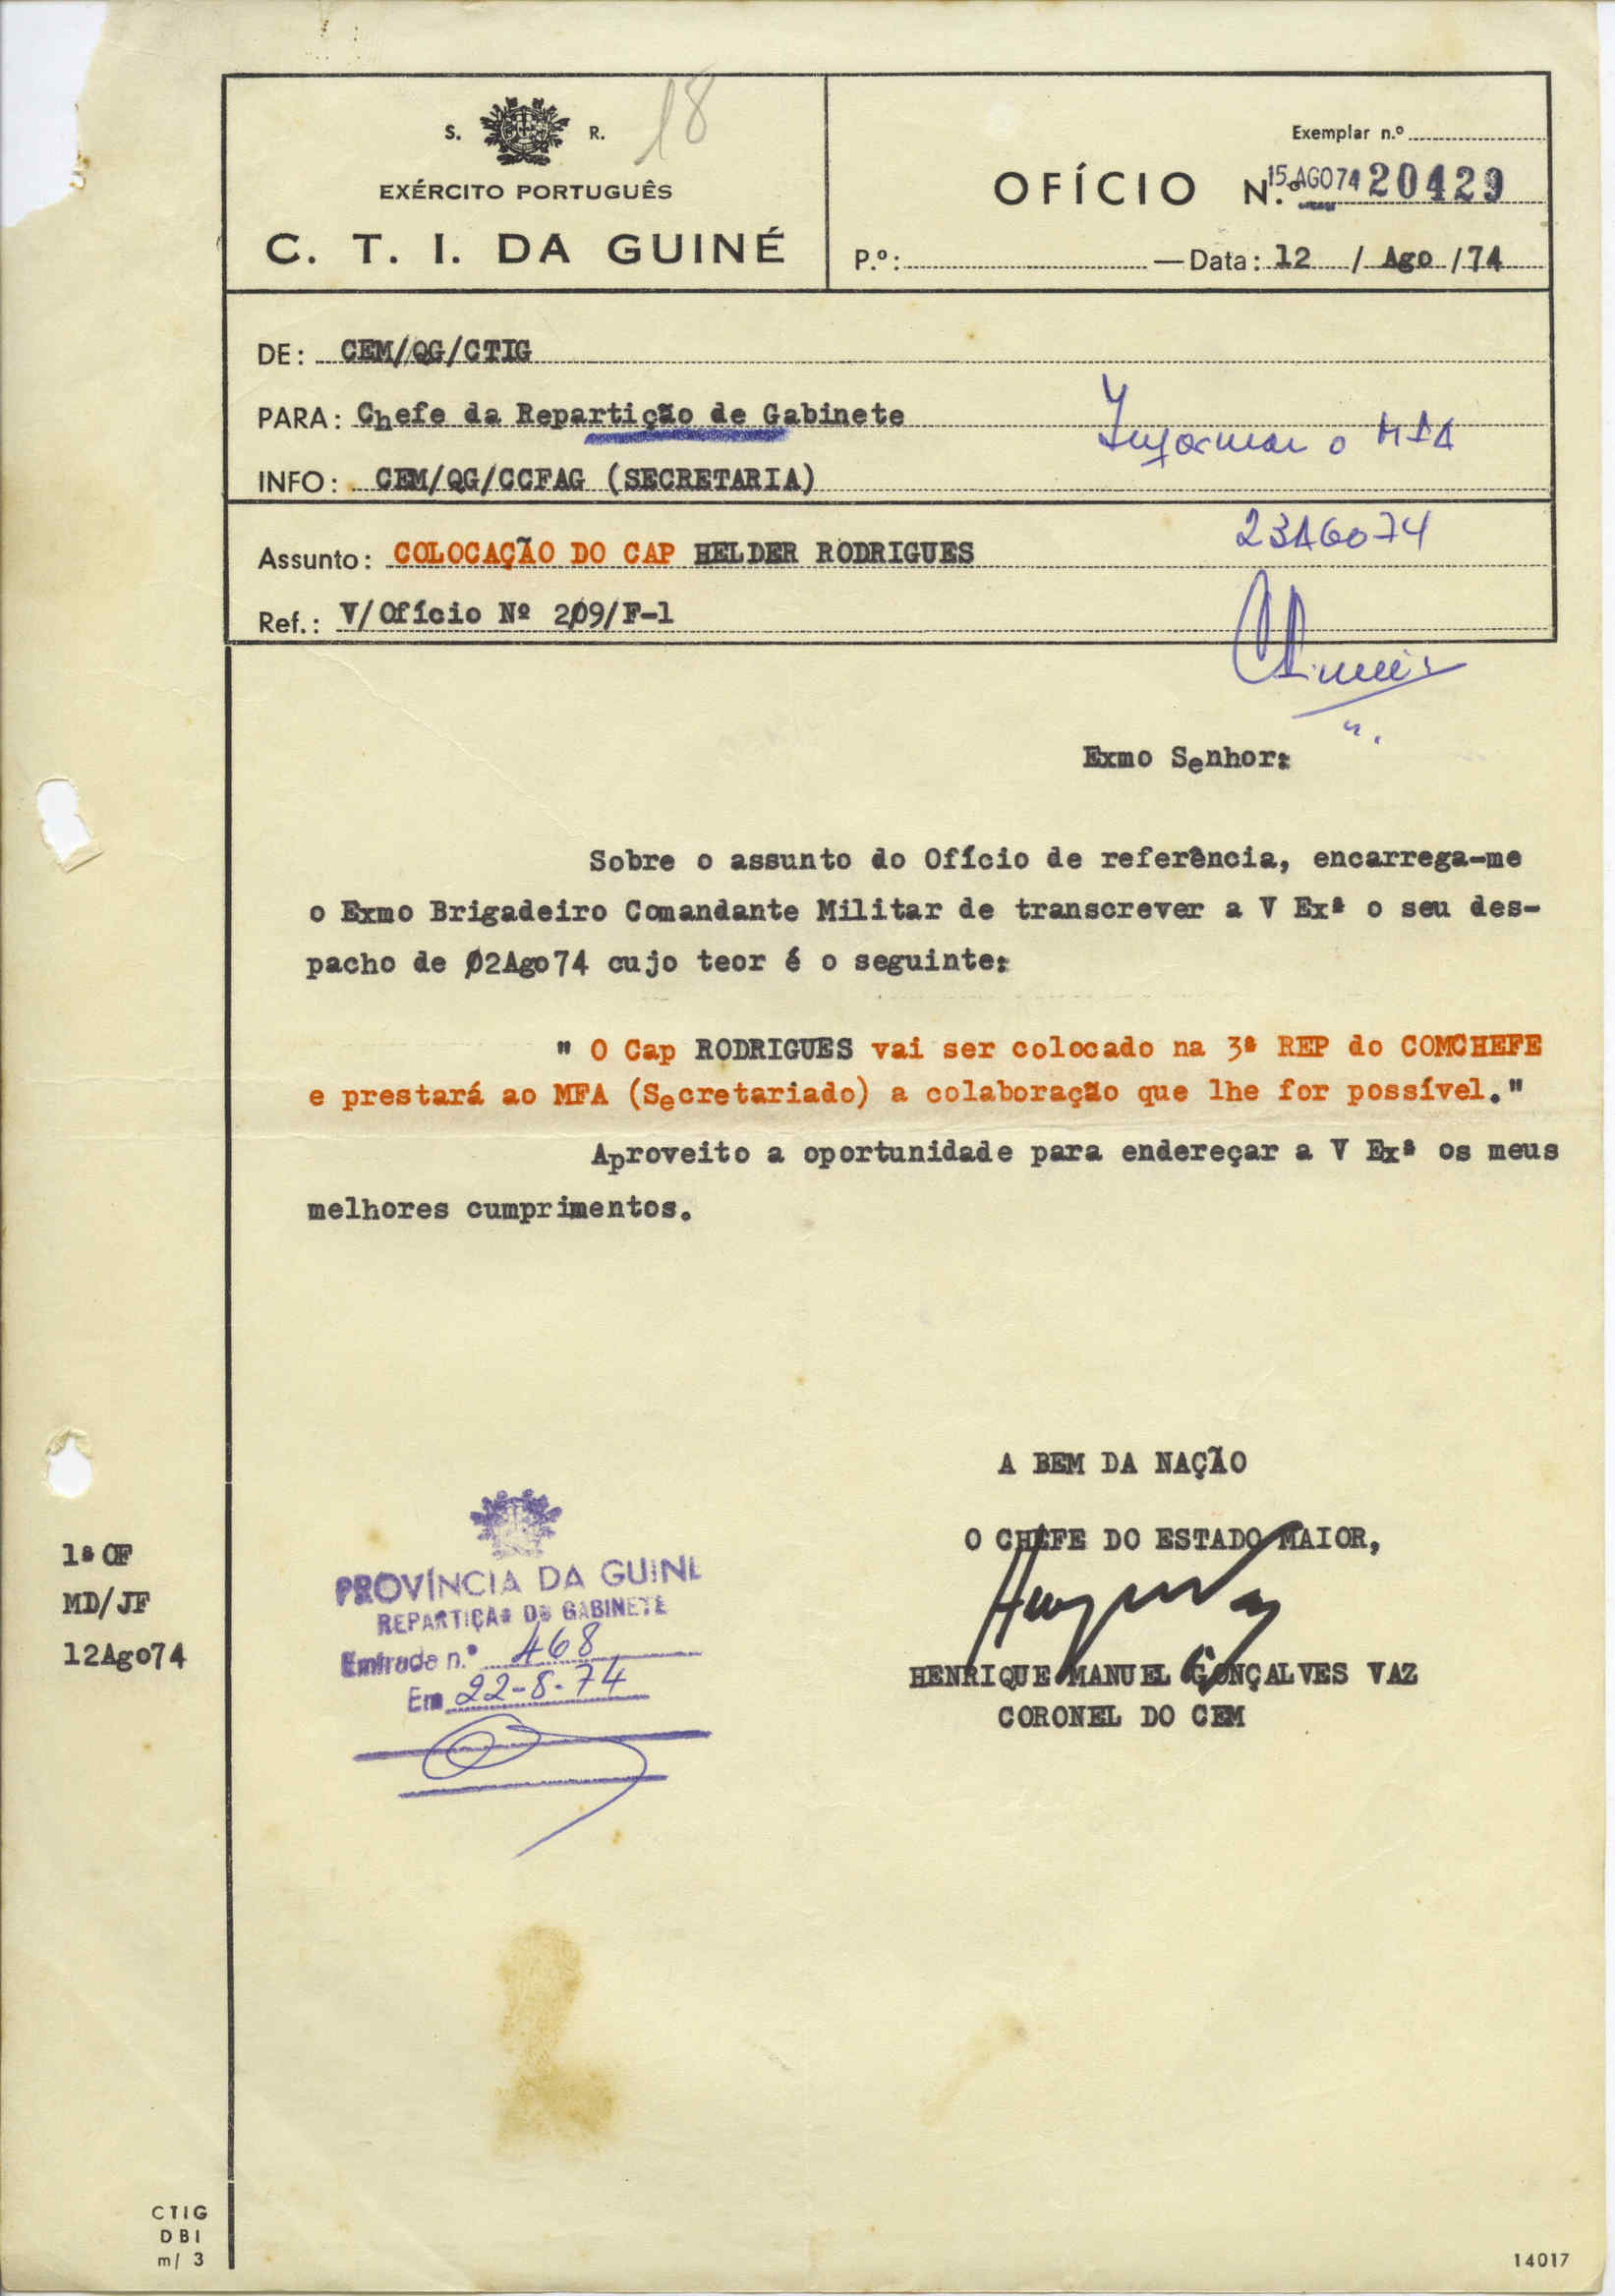 18
S. R.
EXÉRCITO PORTUGUÊS
C. T. I. DA GUINÉ
Exemplar n.º
OFÍCIO N.º 15 AGO 74 20429
P.º: — Data: 12 / Ago / 74
DE: CEM/QG/CTIG
PARA: Chefe da Repartição de Gabinete
Informar o MFA
INFO: CEM/QG/CCFAG (SECRETARIA)
23AGO74
Assunto: COLOCAÇÃO DO CAP HELDER RODRIGUES
Ref.: V/Ofício Nº 2Ø9/F-1
Exmo Senhor:
Sobre o assunto do Ofício de referência, encarrega-me
o Exmo Brigadeiro Comandante Militar de transcrever a V Exª o seu des-
pacho de Ø2Ago74 cujo teor é o seguinte:
" O Cap RODRIGUES vai ser colocado na 3ª REP do COMCHEFE
e prestará ao MFA (Secretariado) a colaboração que lhe for possível."
Aproveito a oportunidade para endereçar a V Exª os meus
melhores cumprimentos.
A BEM DA NAÇÃO
O CHEFE DO ESTADO MAIOR,
HENRIQUE MANUEL GONÇALVES VAZ
CORONEL DO CEM
1ª OF
MD/JF
12Ago74
PROVÍNCIA DA GUINÉ
REPARTIÇÃO DE GABINETE
Entrada n.º 468
Em 22-8-74
CTIG
DBI
m/ 3
14017